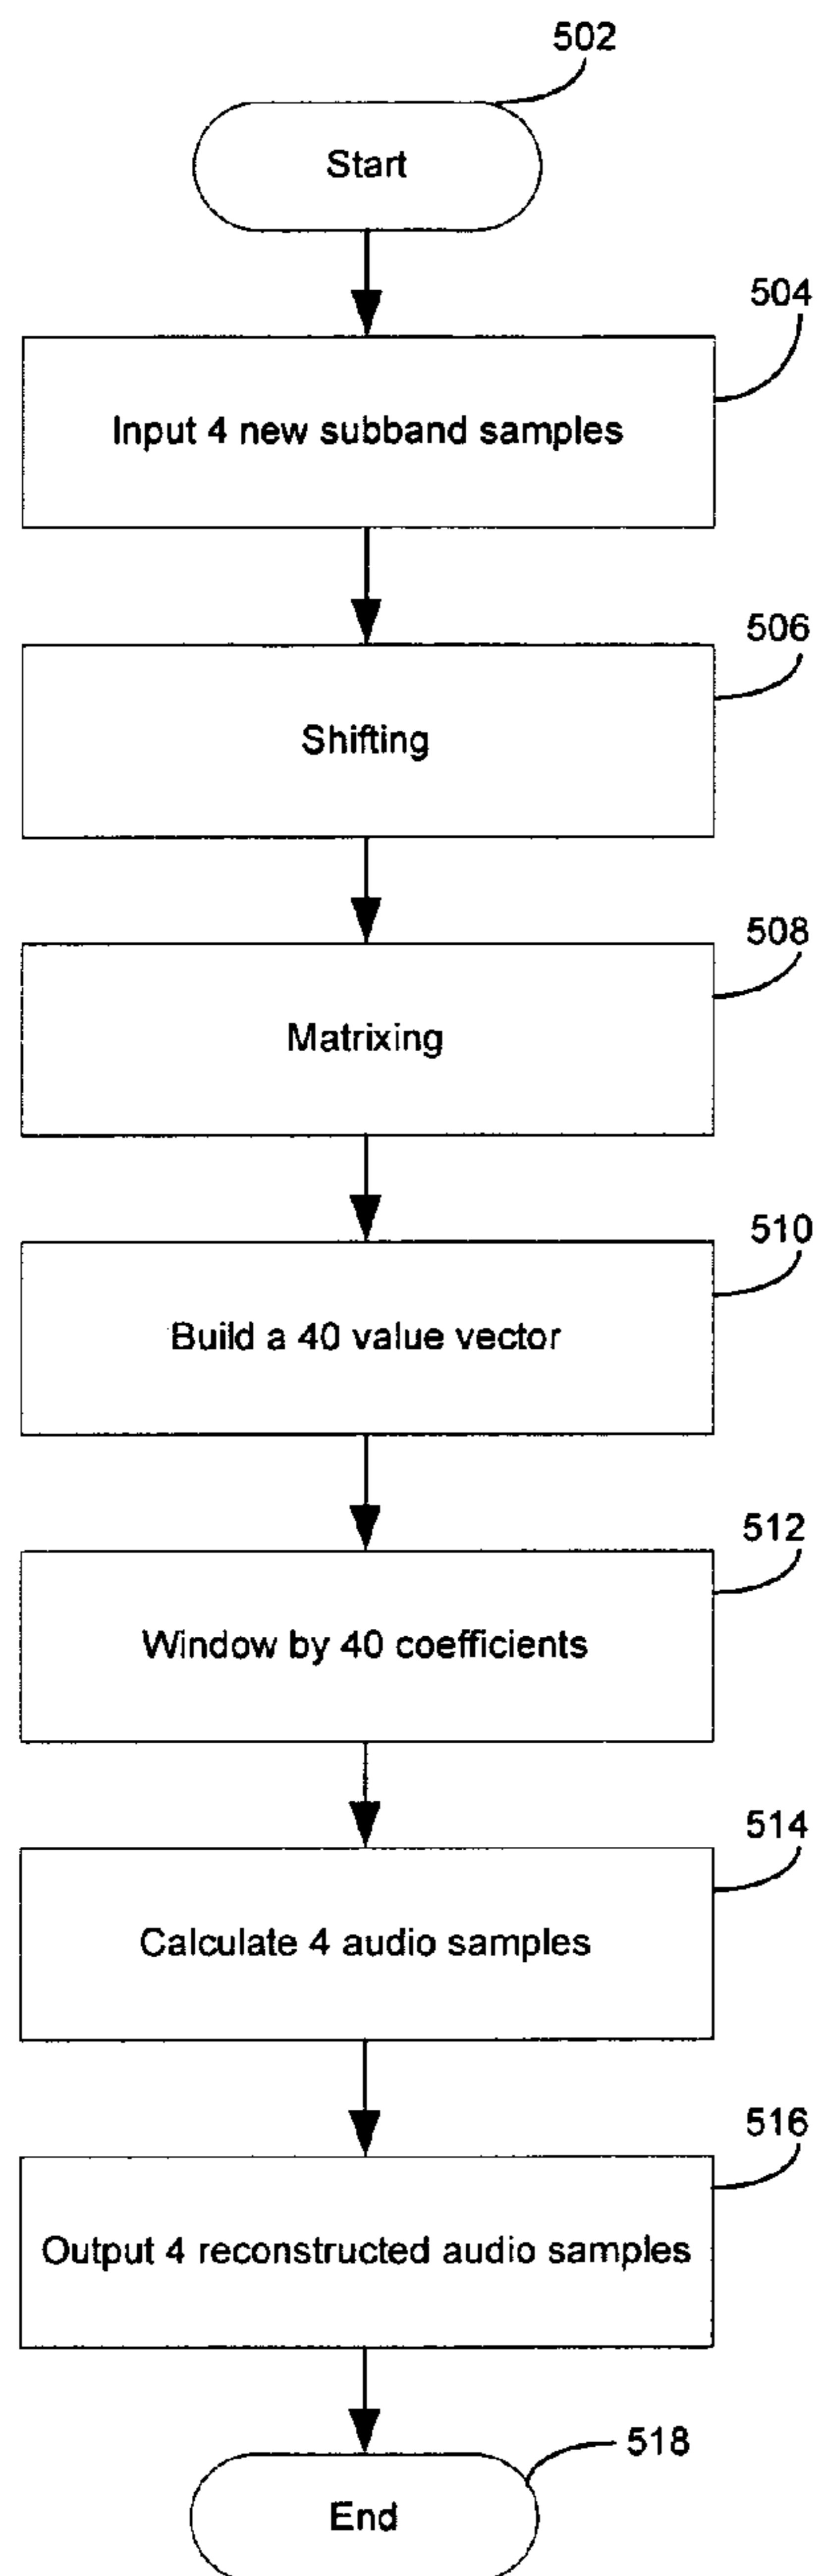 502
Start
504
Input 4 new subband samples
506
Shifting
508
Matrixing
510
Build a 40 value vector
512
Window by 40 coefficients
514
Calculate 4 audio samples
516
Output 4 reconstructed audio samples
518
End